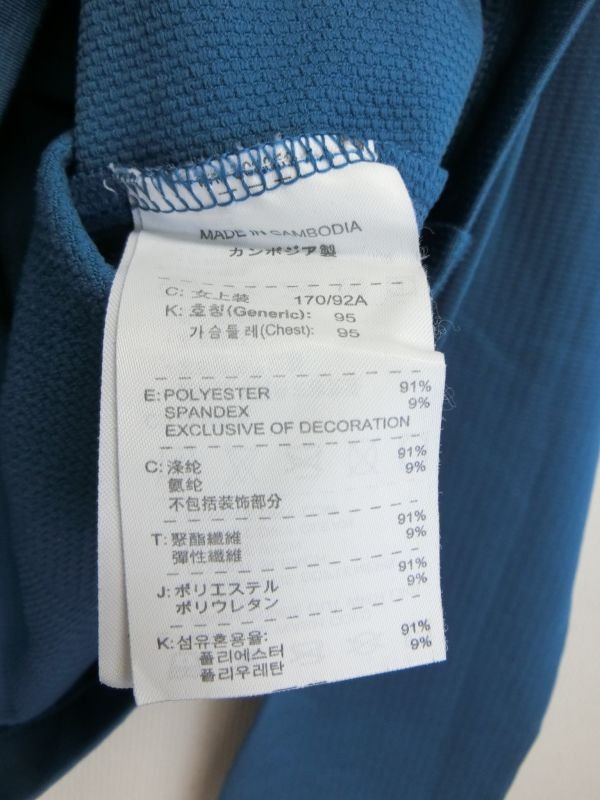 MADE IN CAMBODIA
カンボジア製
C: 女上装 170/92A
K: 호칭(Generic): 95
가슴둘레(Chest): 95
E: POLYESTER 91%
SPANDEX 9%
EXCLUSIVE OF DECORATION
C: 涤纶 91%
氨纶 9%
不包括装饰部分
T: 聚酯纖維 91%
彈性纖維 9%
J: ポリエステル 91%
ポリウレタン 9%
K: 섬유혼용율:
폴리에스터 91%
폴리우레탄 9%